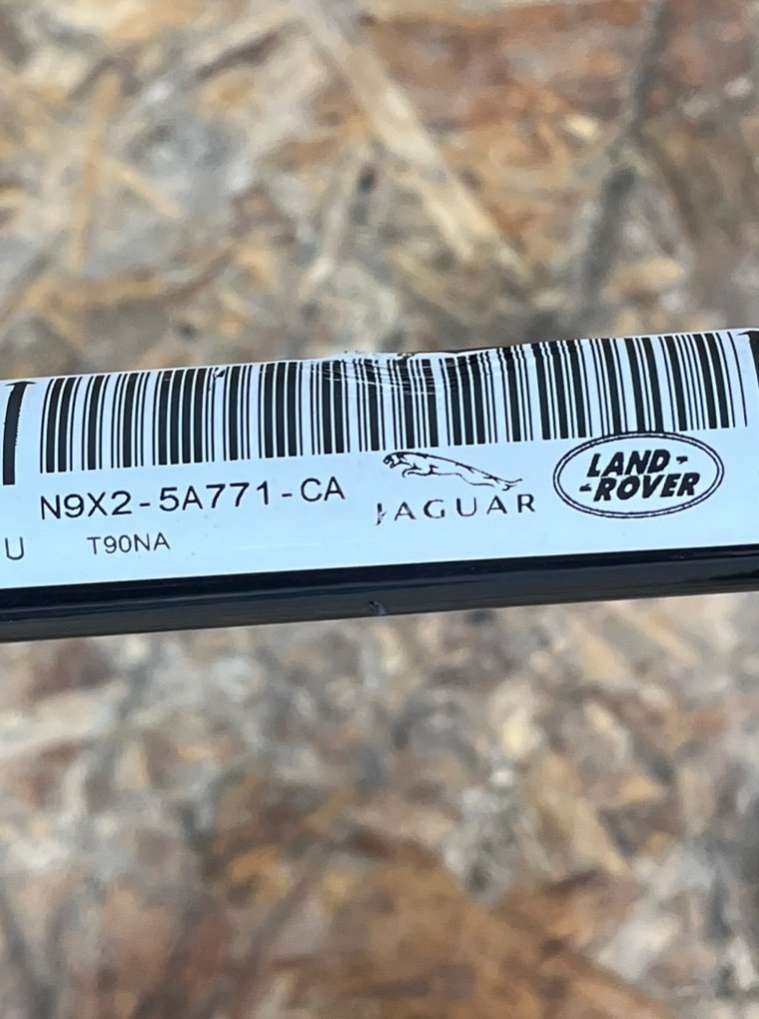 N9X2-5A771-CA
JAGUAR
LAND-
-ROVER
U T90NA